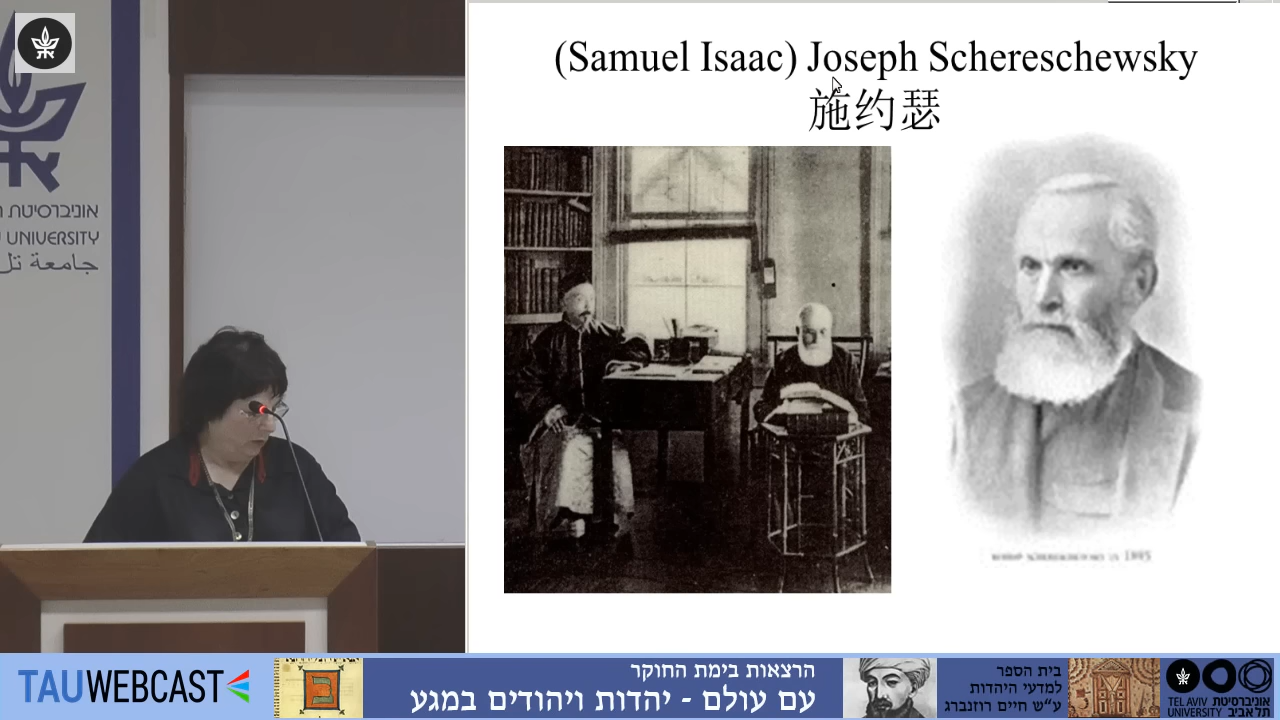 (Samuel Isaac) Joseph Schereschewsky
施约瑟
אוניברסיטת
UNIVERSITY
جامعة تل
1895
TAUWEBCAST
הרצאות בימת החוקר
עם עולם - יהדות ויהודים במגע
בית הספר
למדעי היהדות
ע״ש חיים רוזנברג
TEL AVIV אוניברסיטת
UNIVERSITY תל אביב